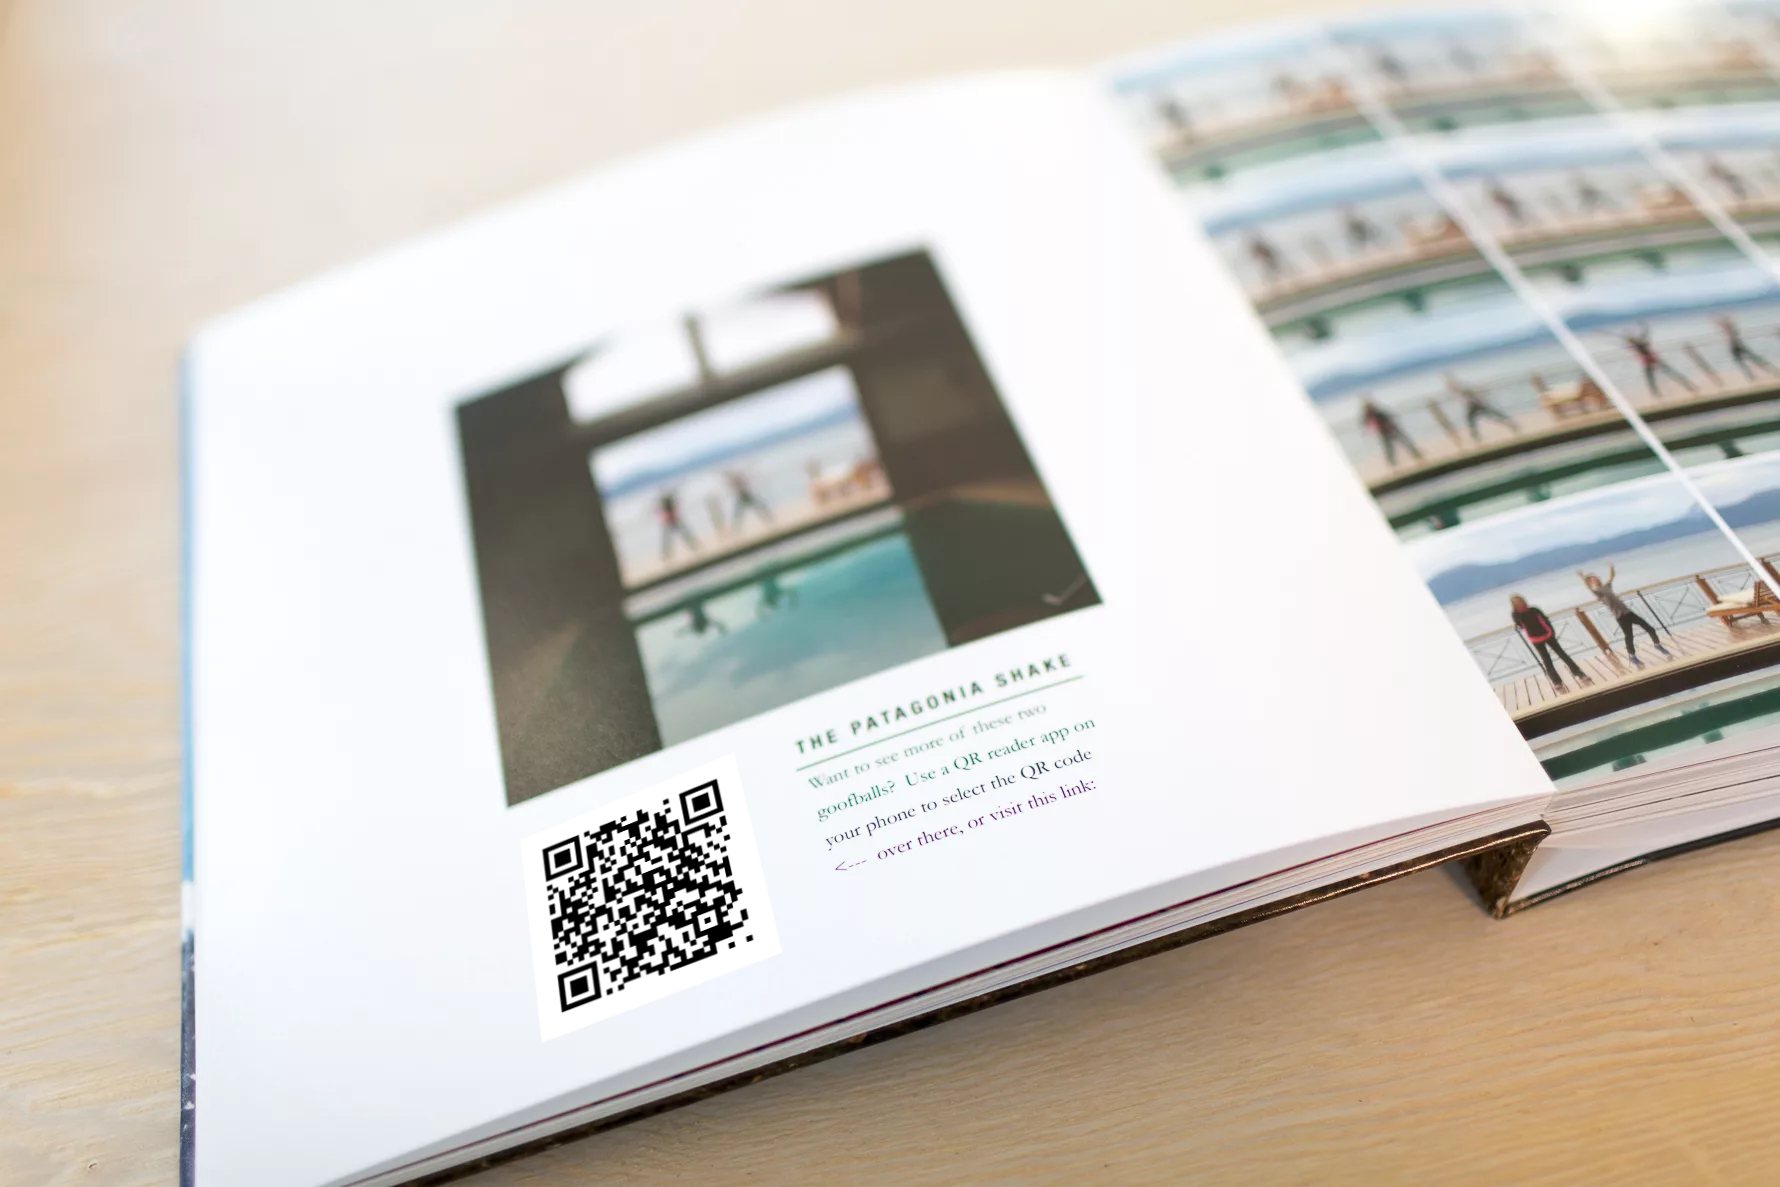 THE PATAGONIA SHAKE
Want to see more of these two
goofballs? Use a QR reader app on
your phone to select the QR code
<--- over there, or visit this link: